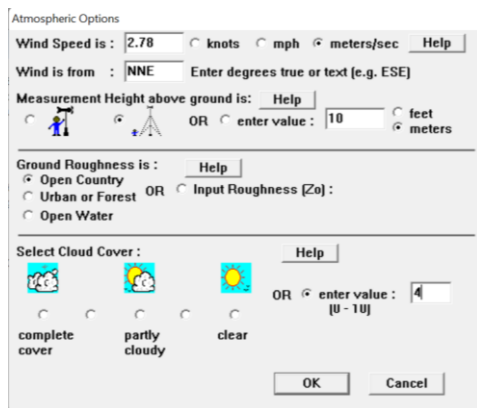 Atmospheric Options
Wind Speed is : 2.78 knots mph meters/sec Help
Wind is from : NNE Enter degrees true or text (e.g. ESE)
Measurement Height above ground is: Help
OR enter value : 10 feet
meters
Ground Roughness is : Help
Open Country
Urban or Forest OR Input Roughness (Zo) :
Open Water
Select Cloud Cover : Help
OR enter value : 4
(0 - 10)
complete partly clear
cover cloudy
OK Cancel